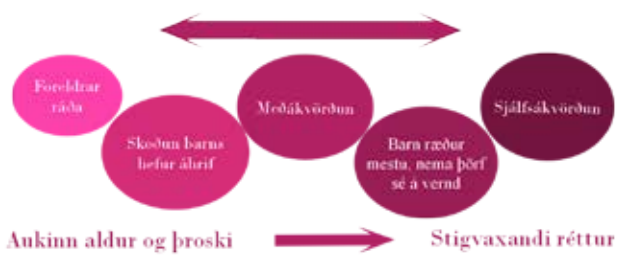 Foreldrar
ráða
Skoðun barns
hefur áhrif
Meðákvörðun
Barn ræður
mestu, nema þörf
sé á vernd
Sjálfsákvörðun
Aukinn aldur og þroski
Stigvaxandi réttur